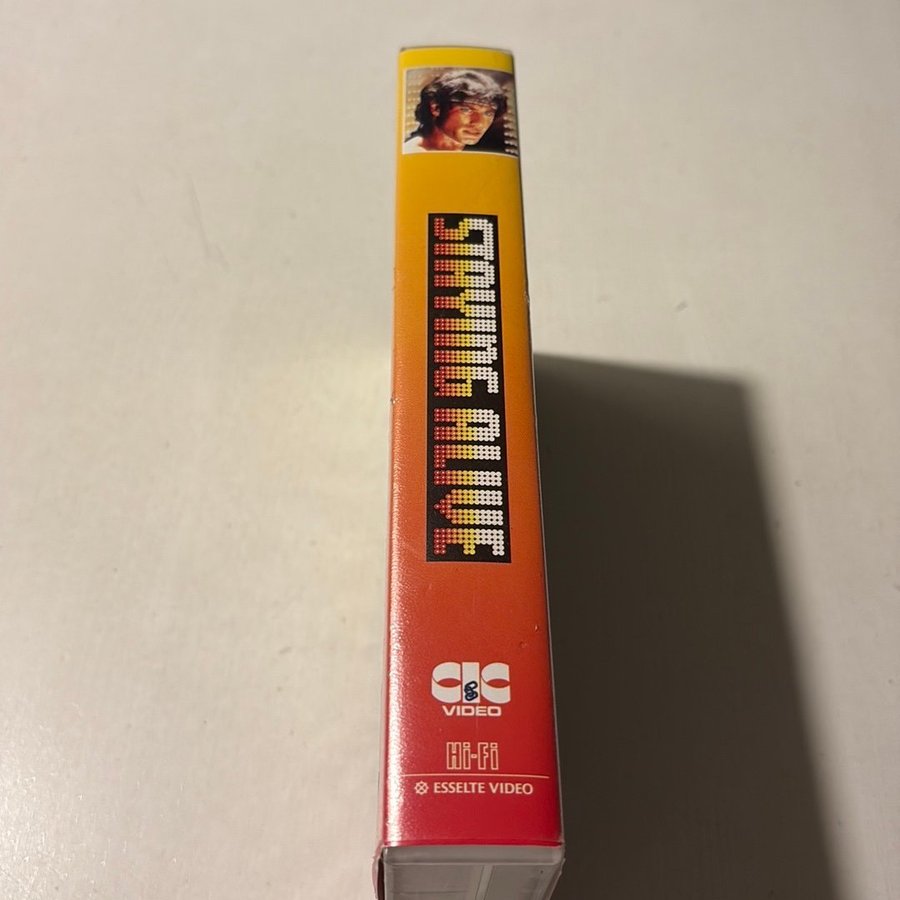 STAYING ALIVE
CIC
VIDEO
Hi-Fi
ESSELTE VIDEO